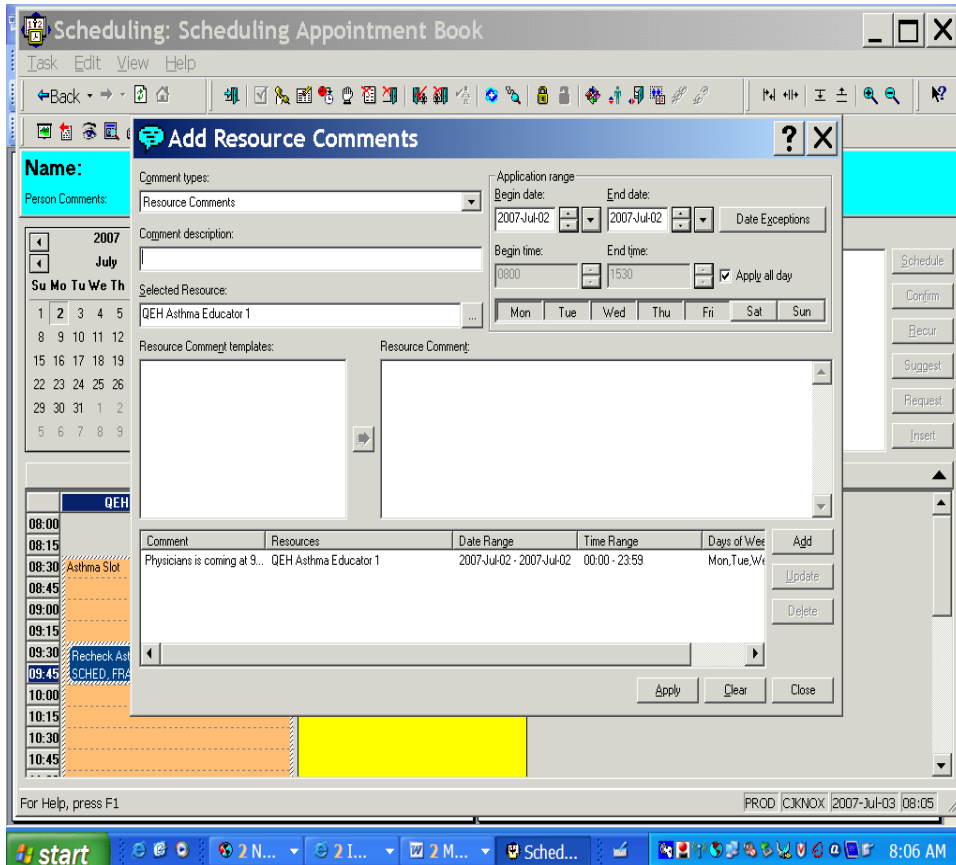 Scheduling: Scheduling Appointment Book
Task Edit View Help
Back
Add Resource Comments
Name:
Person Comments:
Comment types:
Resource Comments
Application range
Begin date: End date:
2007-Jul-02 2007-Jul-02 Date Exceptions
Comment description:
Begin time: End time:
0800 1530 Apply all day
Selected Resource:
QEH Asthma Educator 1 ...
Mon Tue Wed Thu Fri Sat Sun
Resource Comment templates: Resource Comment:
2007
July
Su Mo Tu We Th
1 2 3 4 5
8 9 10 11 12
15 16 17 18 19
22 23 24 25 26
29 30 31 1 2
5 6 7 8 9
Schedule
Confirm
Recur
Suggest
Request
Insert
Comment Resources Date Range Time Range Days of Wee
Physicians is coming at 9... QEH Asthma Educator 1 2007-Jul-02 - 2007-Jul-02 00:00 - 23:59 Mon,Tue,We
Add
Update
Delete
Apply Clear Close
QEH
08:00
08:15
08:30 Asthma Slot
08:45
09:00
09:15
09:30 Recheck Ast
09:45 SCHED, FRA
10:00
10:15
10:30
10:45
For Help, press F1 PROD CJKNOX 2007-Jul-03 08:05
start 2 N... 2 I... 2 M... Sched... 8:06 AM